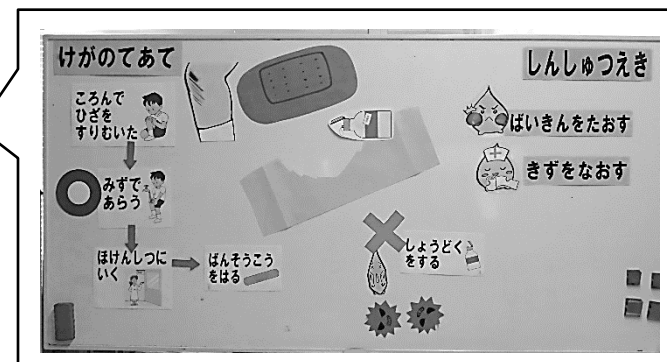 けがのてあて
ころんで
ひざを
すりむいた
みずで
あらう
ほけんしつに
いく
ばんそうこう
をはる
しょうどく
をする
しんしゅつえき
ばいきんをたおす
きずをなおす